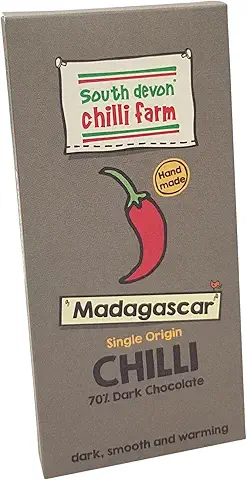 South devon
chilli farm
Hand
made
"Madagascar"
Single Origin
CHILLI
70% Dark Chocolate
dark, smooth and warming